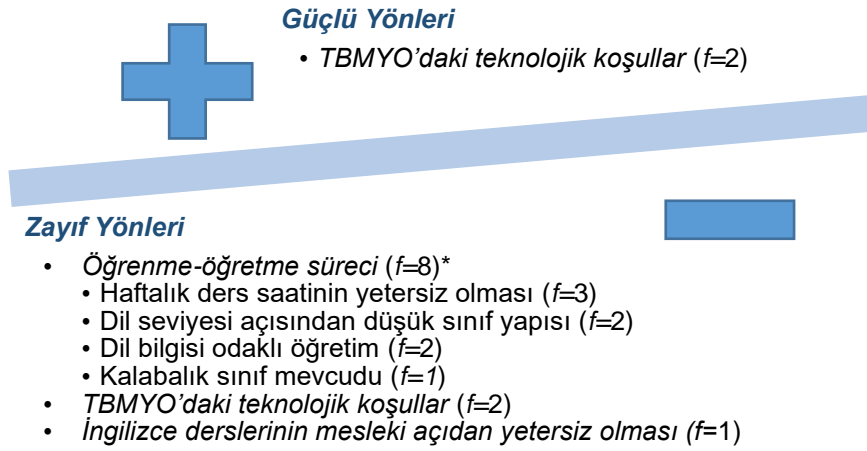 Güçlü Yönleri
• TBMYO’daki teknolojik koşullar (f=2)
Zayıf Yönleri
• Öğrenme-öğretme süreci (f=8)*
• Haftalık ders saatinin yetersiz olması (f=3)
• Dil seviyesi açısından düşük sınıf yapısı (f=2)
• Dil bilgisi odaklı öğretim (f=2)
• Kalabalık sınıf mevcudu (f=1)
• TBMYO’daki teknolojik koşullar (f=2)
• İngilizce derslerinin mesleki açıdan yetersiz olması (f=1)